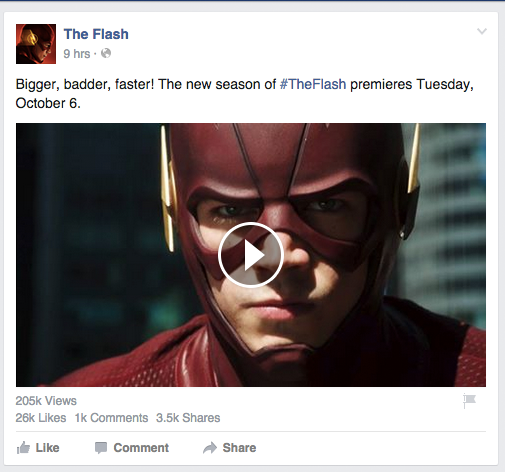 The Flash
9 hrs ·
Bigger, badder, faster! The new season of #TheFlash premieres Tuesday,
October 6.
205k Views
26k Likes 1k Comments 3.5k Shares
Like Comment Share